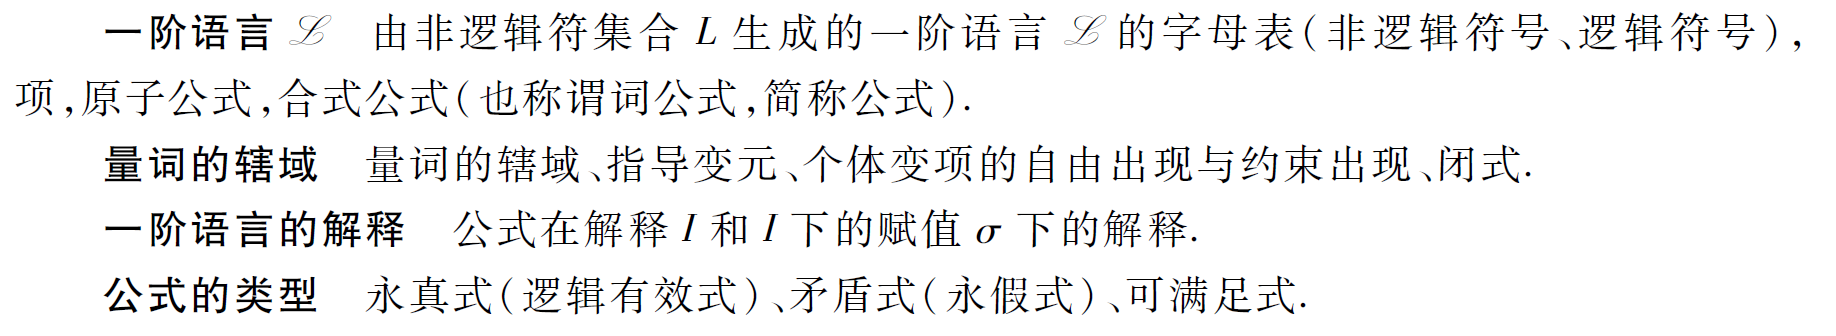 一阶语言 ℒ 由非逻辑符集合 L 生成的一阶语言 ℒ 的字母表(非逻辑符号、逻辑符号),
项,原子公式,合式公式(也称谓词公式,简称公式).
量词的辖域 量词的辖域、指导变元、个体变项的自由出现与约束出现、闭式.
一阶语言的解释 公式在解释 I 和 I 下的赋值 σ 下的解释.
公式的类型 永真式(逻辑有效式)、矛盾式(永假式)、可满足式.